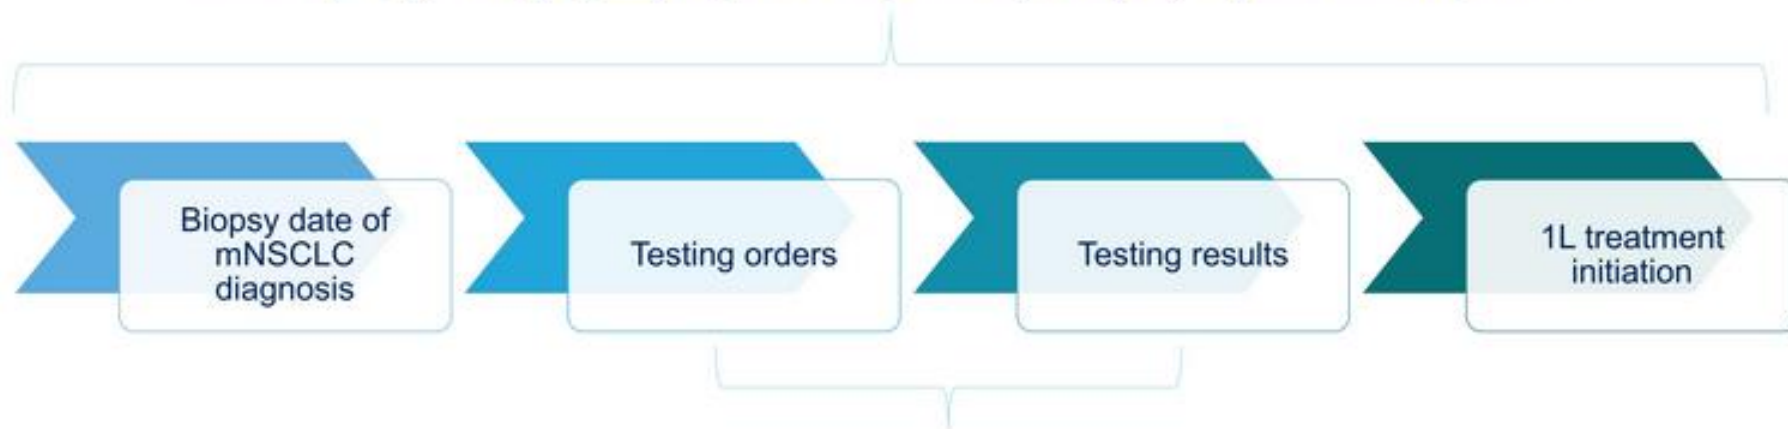 Biopsy date of
mNSCLC
diagnosis
Testing orders
Testing results
1L treatment
initiation